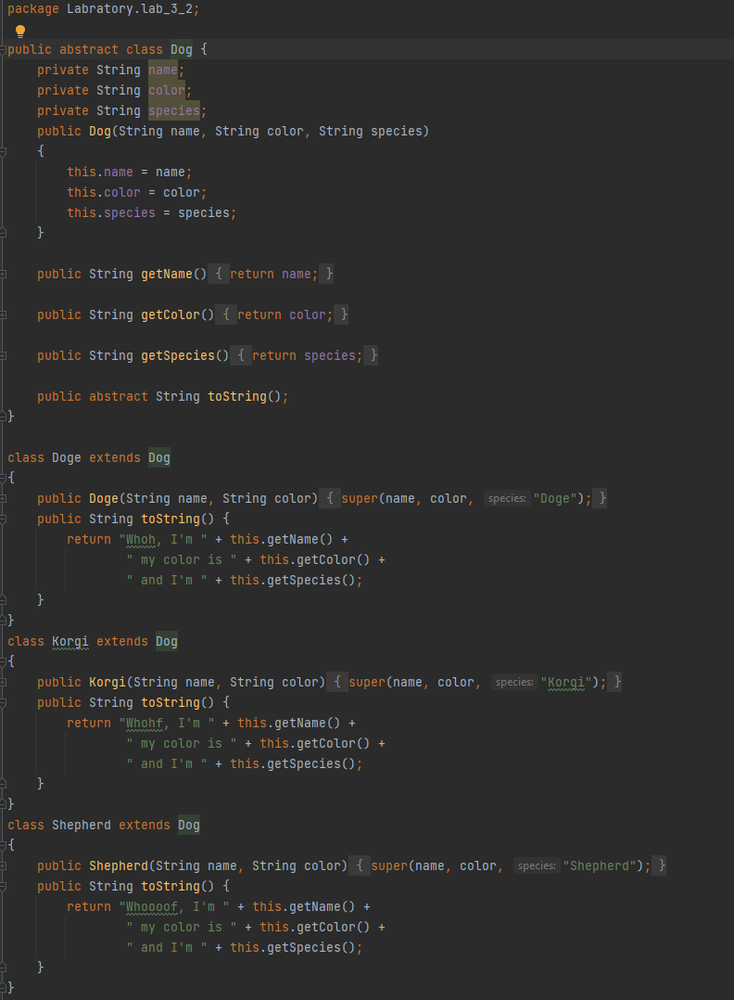 package Labratory.lab_3_2;
public abstract class Dog {
    private String name;
    private String color;
    private String species;
    public Dog(String name, String color, String species)
    {
        this.name = name;
        this.color = color;
        this.species = species;
    }
    public String getName() { return name; }
    public String getColor() { return color; }
    public String getSpecies() { return species; }
    public abstract String toString();
}
class Doge extends Dog
{
    public Doge(String name, String color) { super(name, color, species: "Doge"); }
    public String toString() {
        return "Whoh, I'm " + this.getName() +
                " my color is " + this.getColor() +
                " and I'm " + this.getSpecies();
    }
}
class Korgi extends Dog
{
    public Korgi(String name, String color) { super(name, color, species: "Korgi"); }
    public String toString() {
        return "Whohf, I'm " + this.getName() +
                " my color is " + this.getColor() +
                " and I'm " + this.getSpecies();
    }
}
class Shepherd extends Dog
{
    public Shepherd(String name, String color) { super(name, color, species: "Shepherd"); }
    public String toString() {
        return "Whoooof, I'm " + this.getName() +
                " my color is " + this.getColor() +
                " and I'm " + this.getSpecies();
    }
}